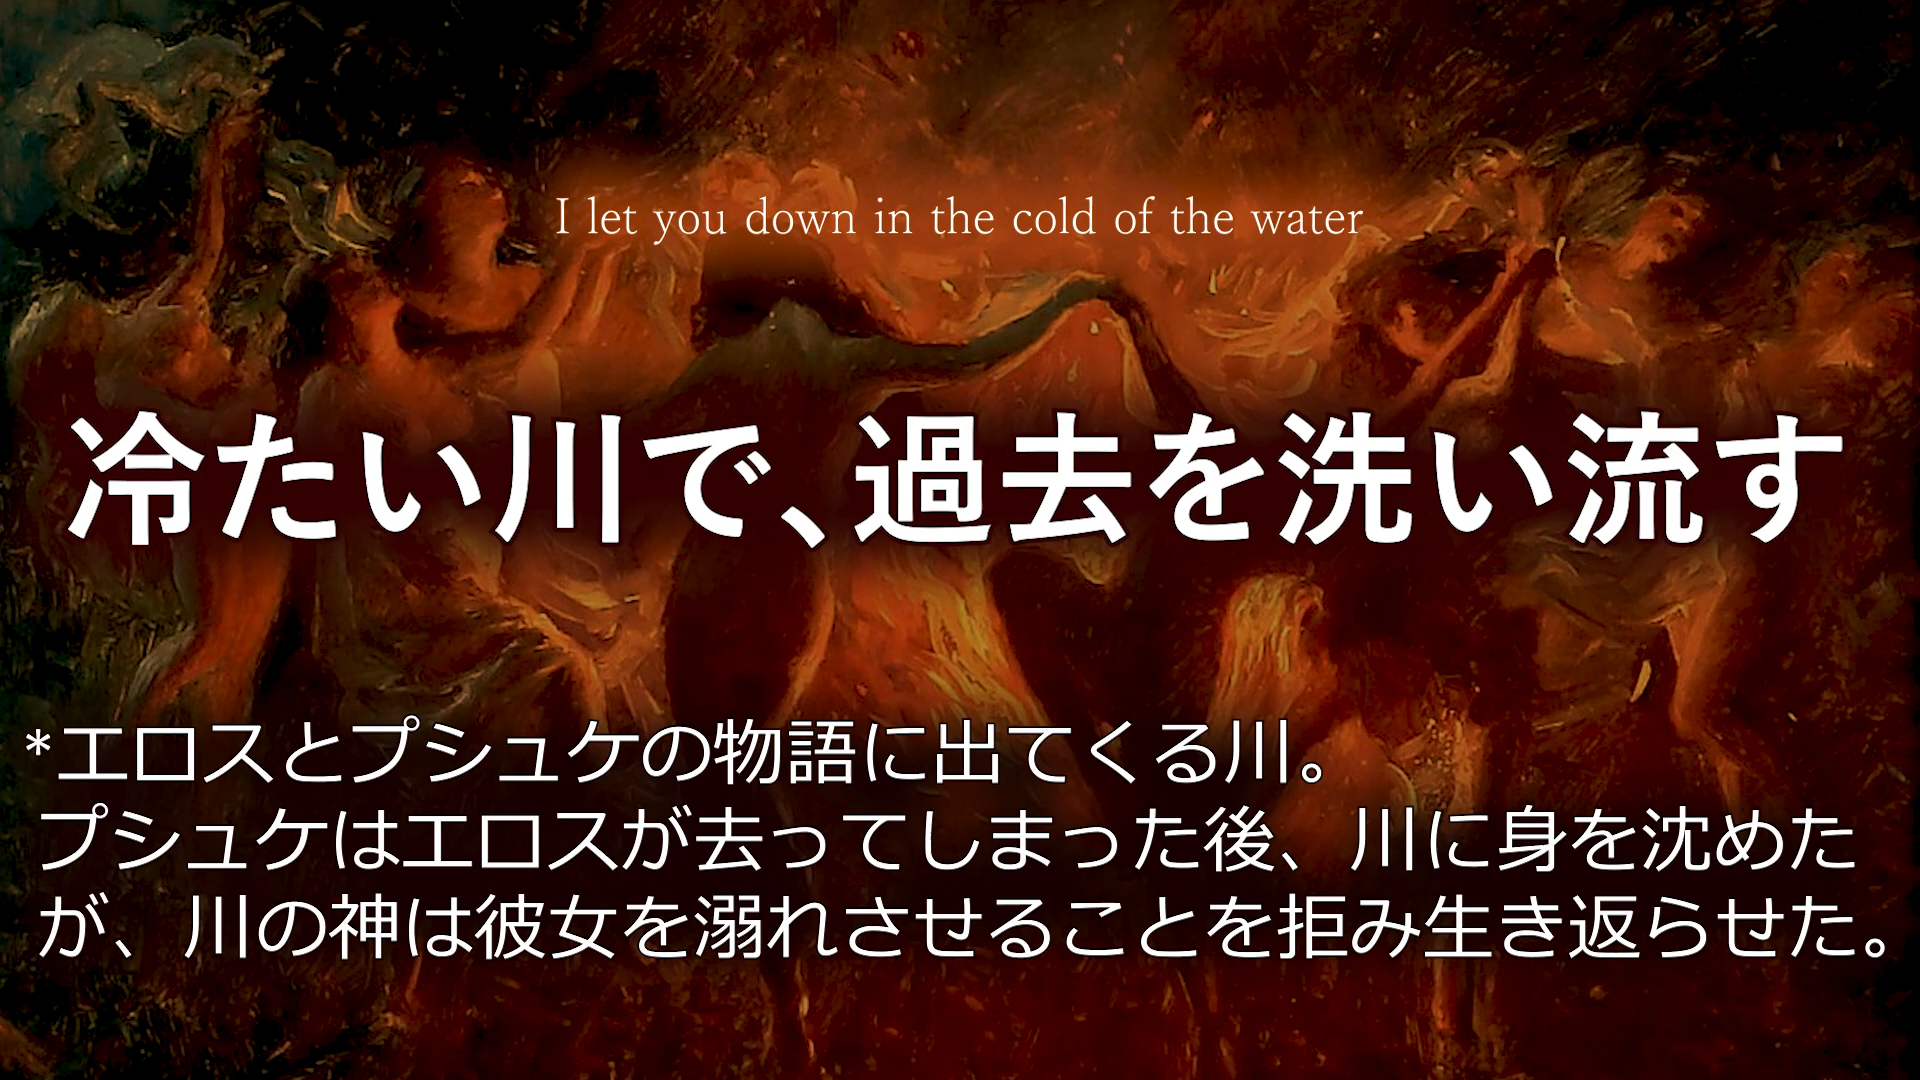 I let you down in the cold of the water
冷たい川で、過去を洗い流す
*エロスとプシュケの物語に出てくる川。
プシュケはエロスが去ってしまった後、川に身を沈めた
が、川の神は彼女を溺れさせることを拒み生き返らせた。